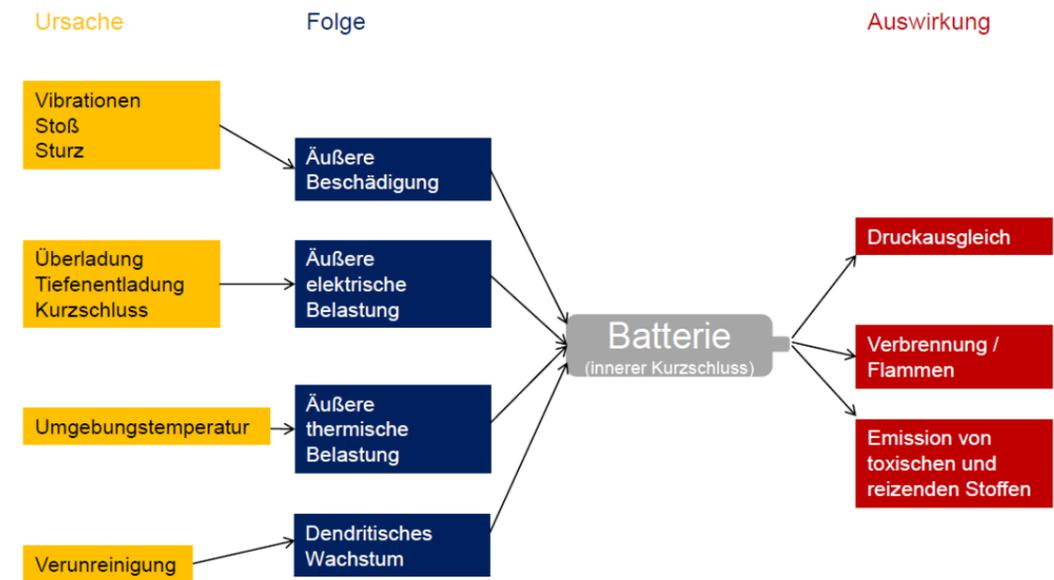 Ursache
Folge
Auswirkung
Vibrationen
Stoß
Sturz
Äußere
Beschädigung
Überladung
Tiefenentladung
Kurzschluss
Äußere
elektrische
Belastung
Umgebungstemperatur
Äußere
thermische
Belastung
Verunreinigung
Dendritisches
Wachstum
Batterie
(innerer Kurzschluss)
Druckausgleich
Verbrennung /
Flammen
Emission von
toxischen und
reizenden Stoffen